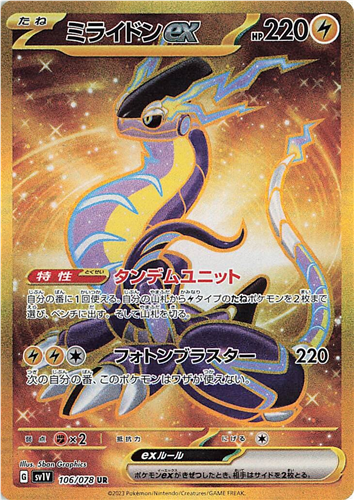 たね ミライドンex HP220
特性 とくせい タンデムユニット
自分の番に1回使える。自分の山札からタイプのたねポケモンを2枚まで
選び、ベンチに出す。そして山札を切る。
フォトンブラスター 220
次の自分の番、このポケモンはワザが使えない。
弱点 ×2 抵抗力 にげる
Illus. 5ban Graphics
G sv1V 106/078 UR
exルール
ポケモンexがきぜつしたとき、相手はサイドを2枚とる。
©2023 Pokémon/Nintendo/Creatures/GAME FREAK.